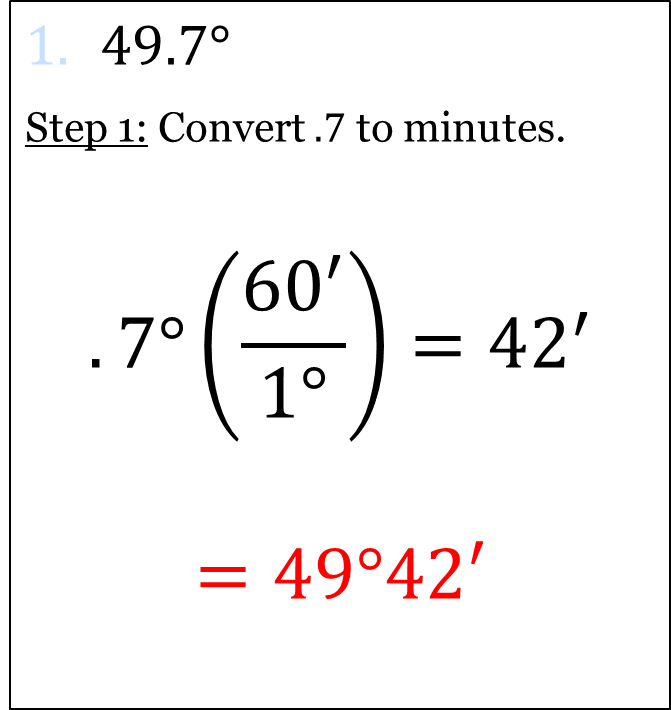 1. 49.7°
Step 1: Convert .7 to minutes.
.7° (60′/1°) = 42′
= 49°42′